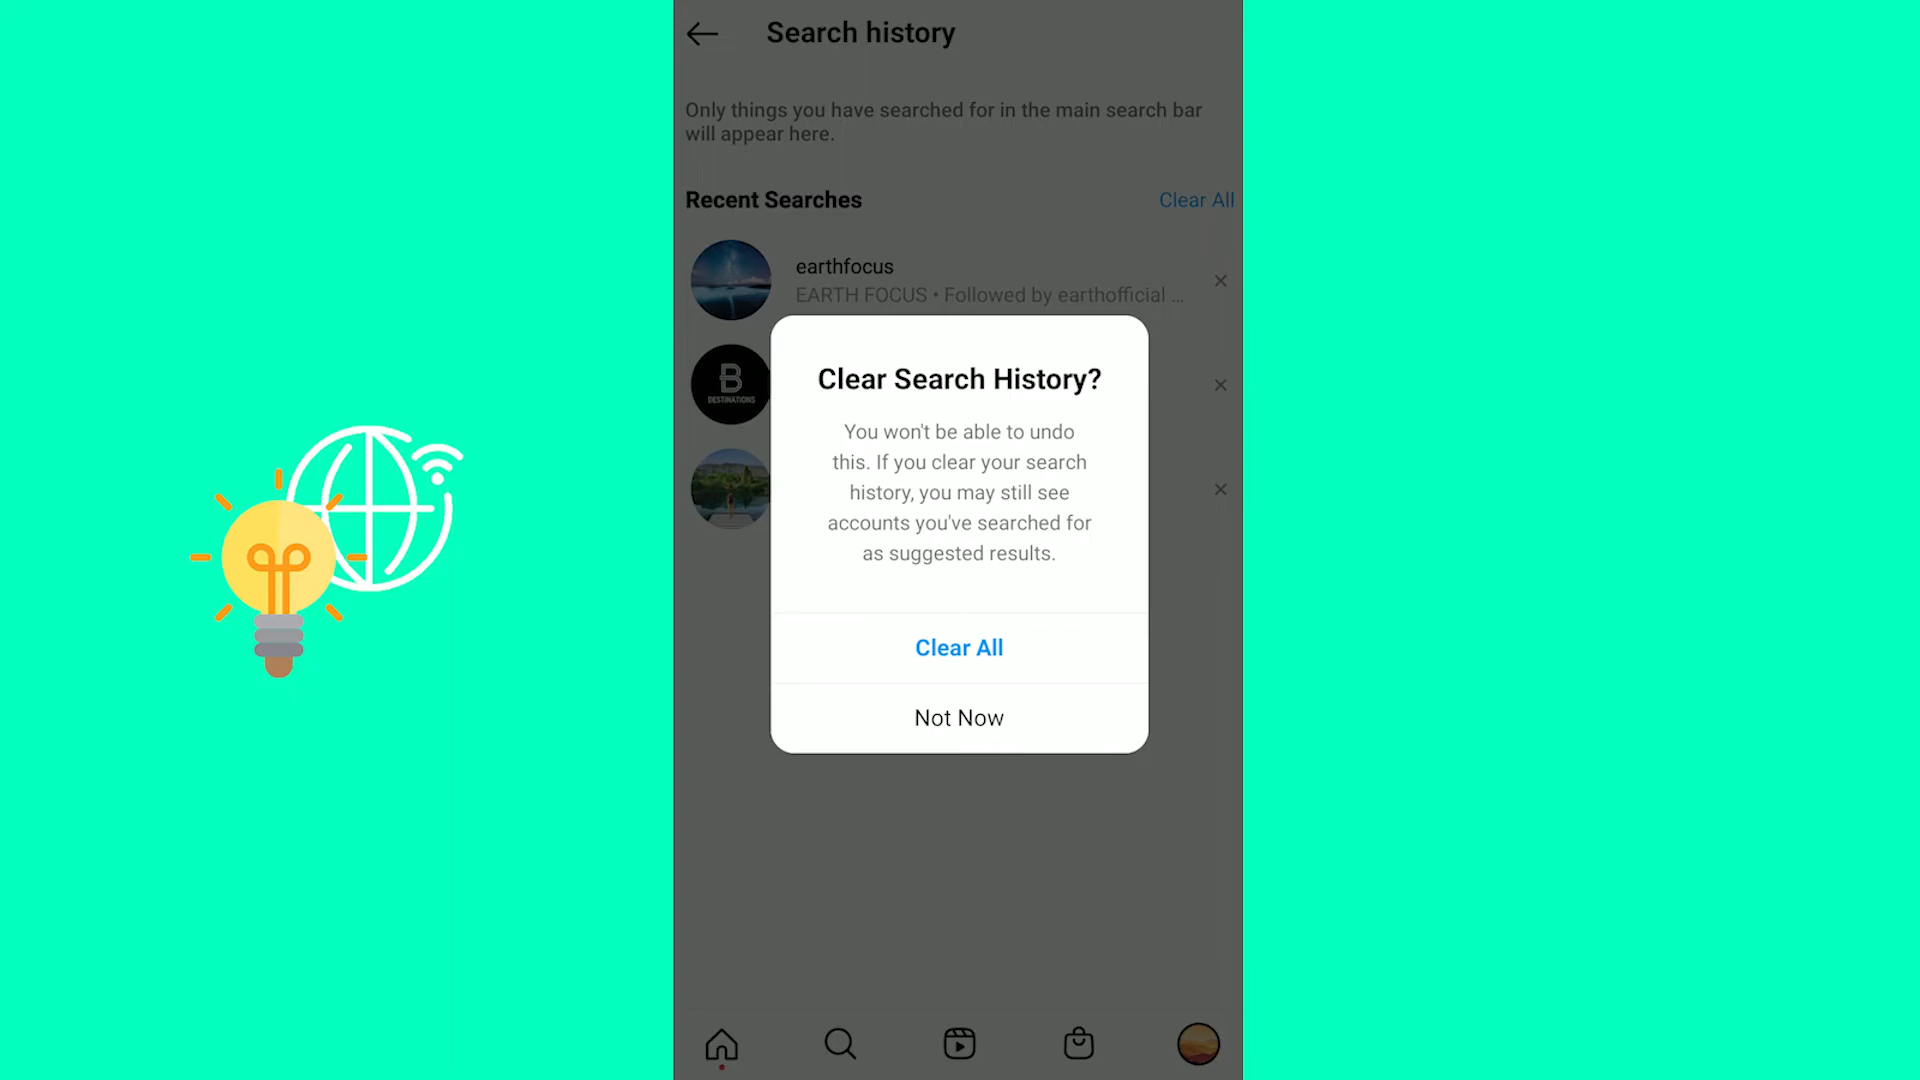 Search history
Only things you have searched for in the main search bar
will appear here.
Recent Searches
Clear All
earthfocus
EARTH FOCUS • Followed by earthofficial ...
B
DESTINATIONS
Clear Search History?
You won't be able to undo
this. If you clear your search
history, you may still see
accounts you've searched for
as suggested results.
Clear All
Not Now